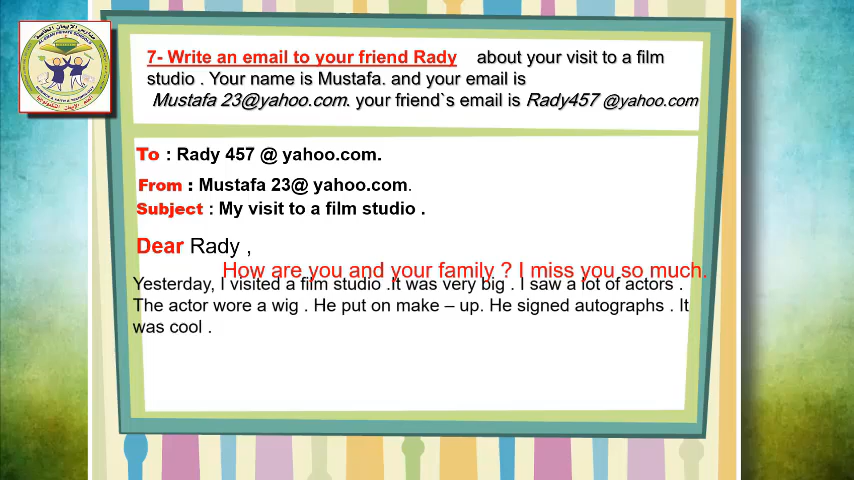 7- Write an email to your friend Rady about your visit to a film
studio . Your name is Mustafa. and your email is
Mustafa 23@yahoo.com. your friend`s email is Rady457 @yahoo.com
To : Rady 457 @ yahoo.com.
From : Mustafa 23@ yahoo.com.
Subject : My visit to a film studio .
Dear Rady ,
How are you and your family ? I miss you so much.
Yesterday, I visited a film studio .It was very big . I saw a lot of actors .
The actor wore a wig . He put on make – up. He signed autographs . It
was cool .